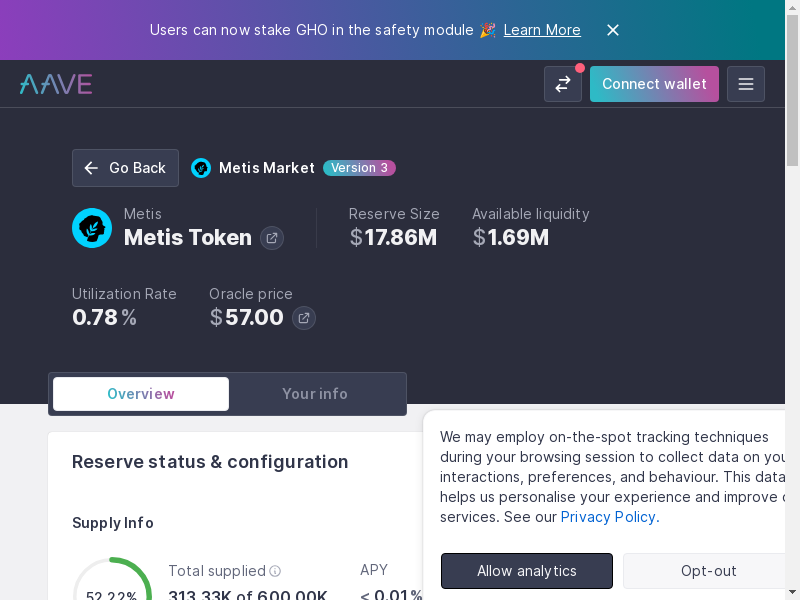 Users can now stake GHO in the safety module 🎉 Learn More
AAVE
Connect wallet
Go Back
Metis Market
Version 3
Metis
Metis Token
Reserve Size
$17.86M
Available liquidity
$1.69M
Utilization Rate
0.78%
Oracle price
$57.00
Overview
Your info
Reserve status & configuration
Supply Info
52.22%
Total supplied
313.33K of 600.00K
APY
< 0.01%
We may employ on-the-spot tracking techniques
during your browsing session to collect data on you
interactions, preferences, and behaviour. This data
helps us personalise your experience and improve
services. See our Privacy Policy.
Allow analytics
Opt-out